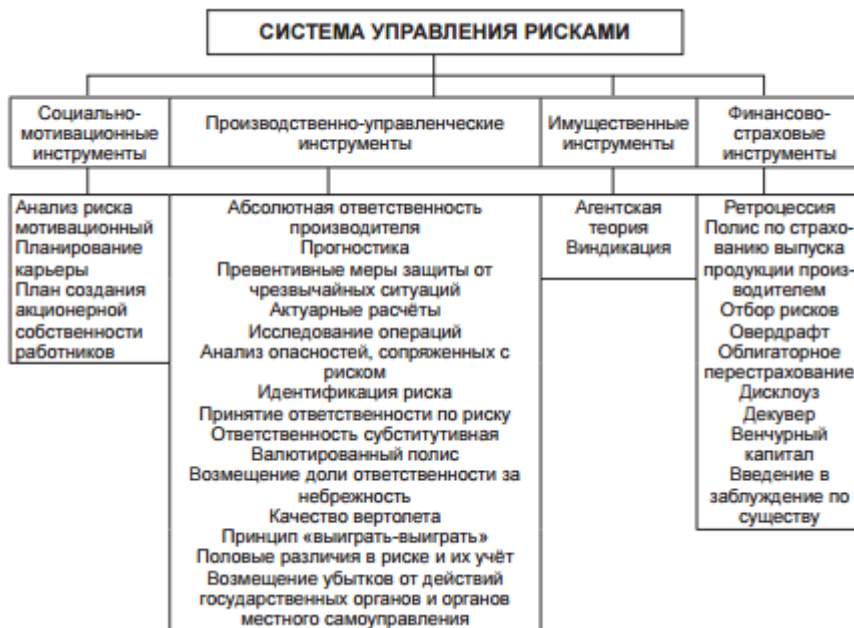 СИСТЕМА УПРАВЛЕНИЯ РИСКАМИ
Социально-
мотивационные
инструменты
Производственно-управленческие
инструменты
Имущественные
инструменты
Финансово-
страховые
инструменты
Анализ риска
мотивационный
Планирование
карьеры
План создания
акционерной
собственности
работников
Абсолютная ответственность
производителя
Прогностика
Превентивные меры защиты от
чрезвычайных ситуаций
Актуарные расчёты
Исследование операций
Анализ опасностей, сопряженных с
риском
Идентификация риска
Принятие ответственности по риску
Ответственность субститутивная
Валютированный полис
Возмещение доли ответственности за
небрежность
Качество вертолета
Принцип «выиграть-выиграть»
Половые различия в риске и их учёт
Возмещение убытков от действий
государственных органов и органов
местного самоуправления
Агентская
теория
Виндикация
Ретроцессия
Полис по страхо-
ванию выпуска
продукции произ-
водителем
Отбор рисков
Овердрафт
Облигаторное
перестрахование
Дисклоуз
Декувер
Венчурный
капитал
Введение в
заблуждение по
существу